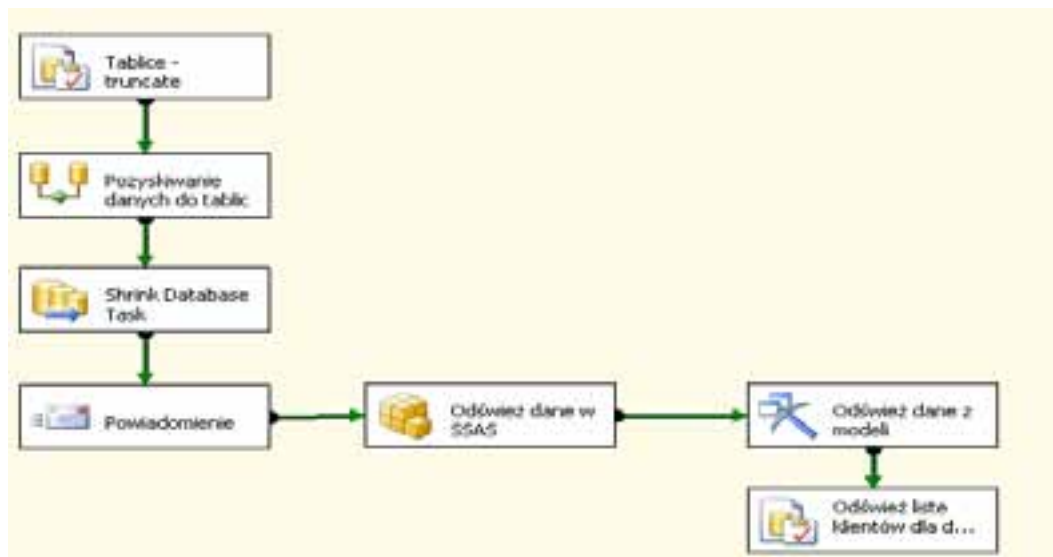 Tablice -
truncate
Pozyskiwanie
danych do tablic
Shrink Database
Task
Powiadomienie
Odśwież dane w
SSAS
Odśwież dane z
modeli
Odśwież liste
klientów dla d...